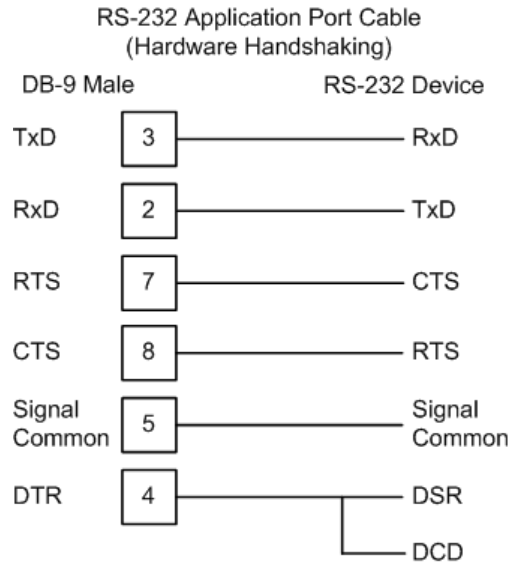 RS-232 Application Port Cable
(Hardware Handshaking)
DB-9 Male RS-232 Device
TxD 3 RxD
RxD 2 TxD
RTS 7 CTS
CTS 8 RTS
Signal Common 5 Signal Common
DTR 4 DSR
DCD